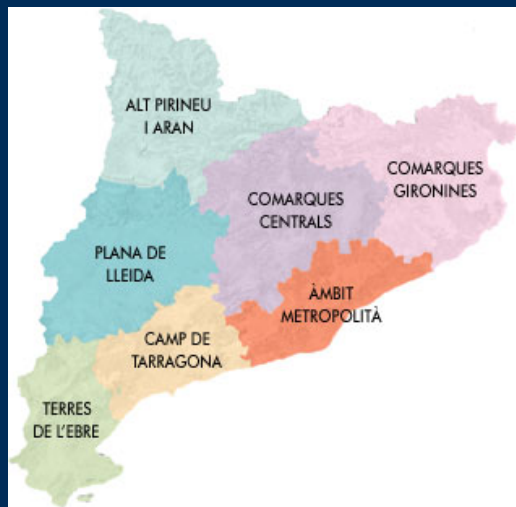 ALT PIRINEU
I ARAN
COMARQUES
GIRONINES
COMARQUES
CENTRALS
PLANA DE
LLEIDA
ÀMBIT
METROPOLITÀ
CAMP DE
TARRAGONA
TERRES
DE L'EBRE